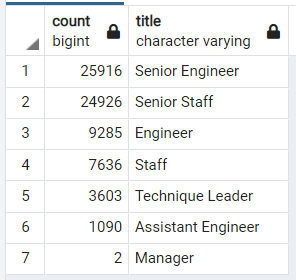 count title
bigint character varying
1 25916 Senior Engineer
2 24926 Senior Staff
3 9285 Engineer
4 7636 Staff
5 3603 Technique Leader
6 1090 Assistant Engineer
7 2 Manager